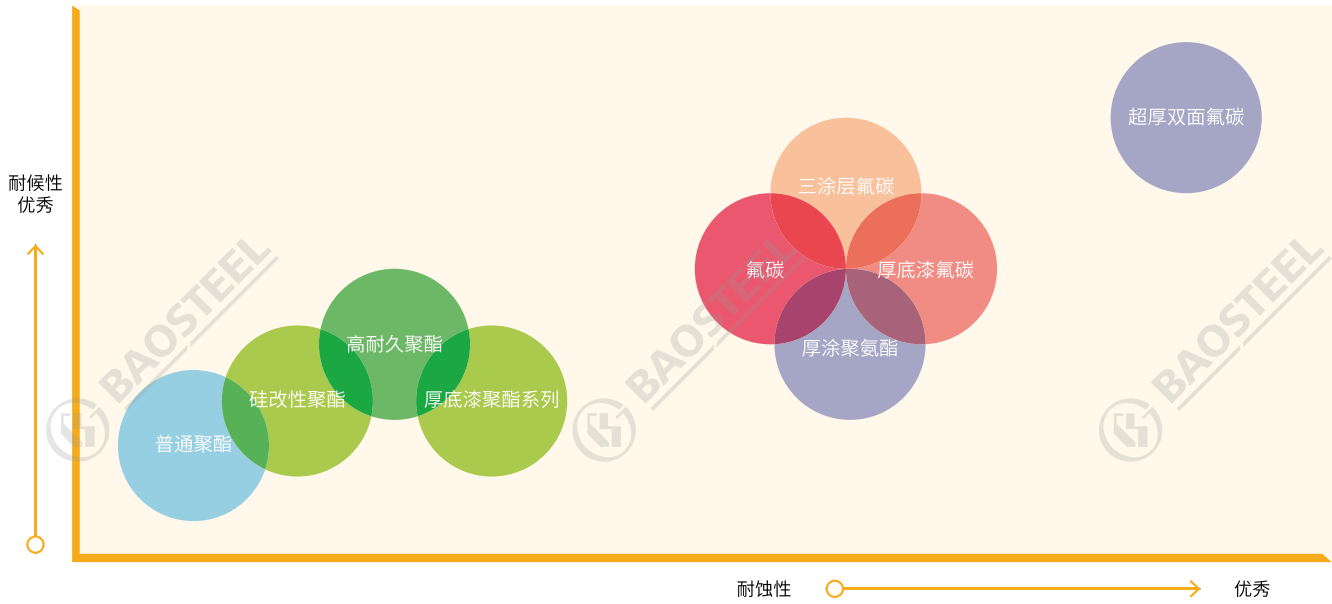 超厚双面氟碳
耐候性
优秀
三涂层氟碳
氟碳
厚底漆氟碳
高耐久聚酯
厚涂聚氨酯
硅改性聚酯
厚底漆聚酯系列
普通聚酯
BAOSTEEL
BAOSTEEL
BAOSTEEL
耐蚀性
优秀